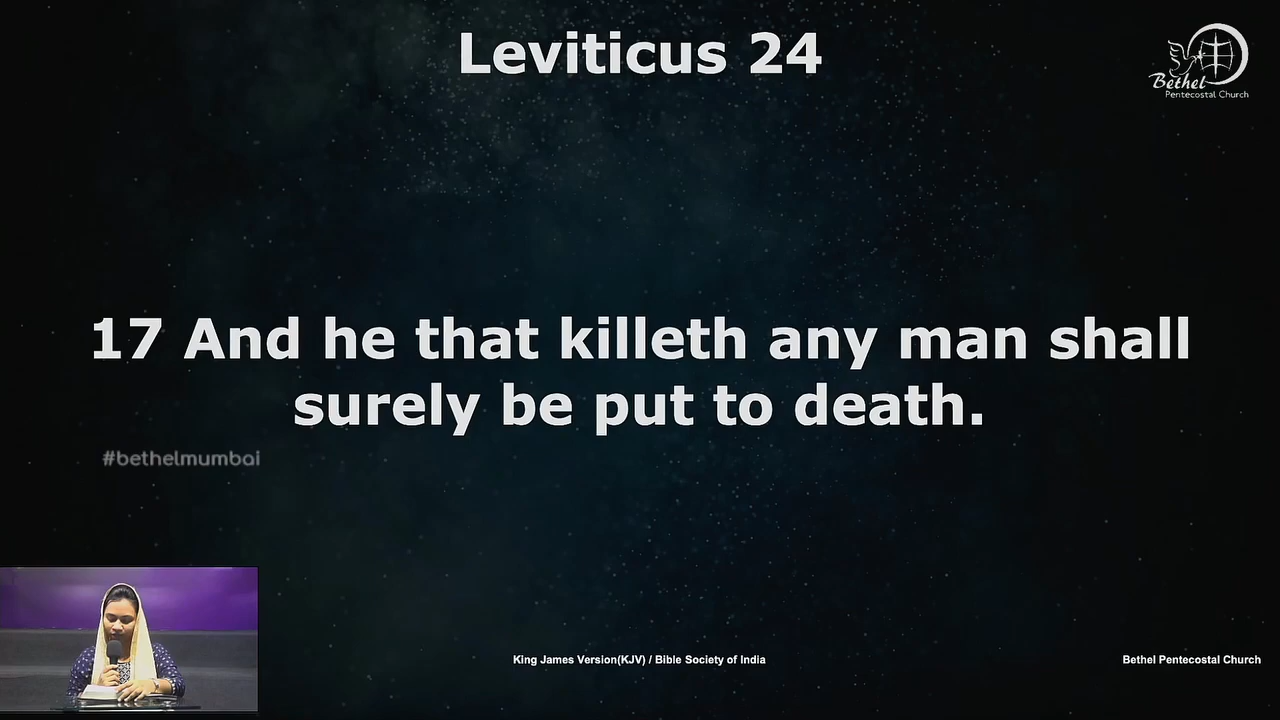 Leviticus 24
Bethel
Pentecostal Church
17 And he that killeth any man shall
surely be put to death.
#bethelmumbai
King James Version(KJV) / Bible Society of India
Bethel Pentecostal Church